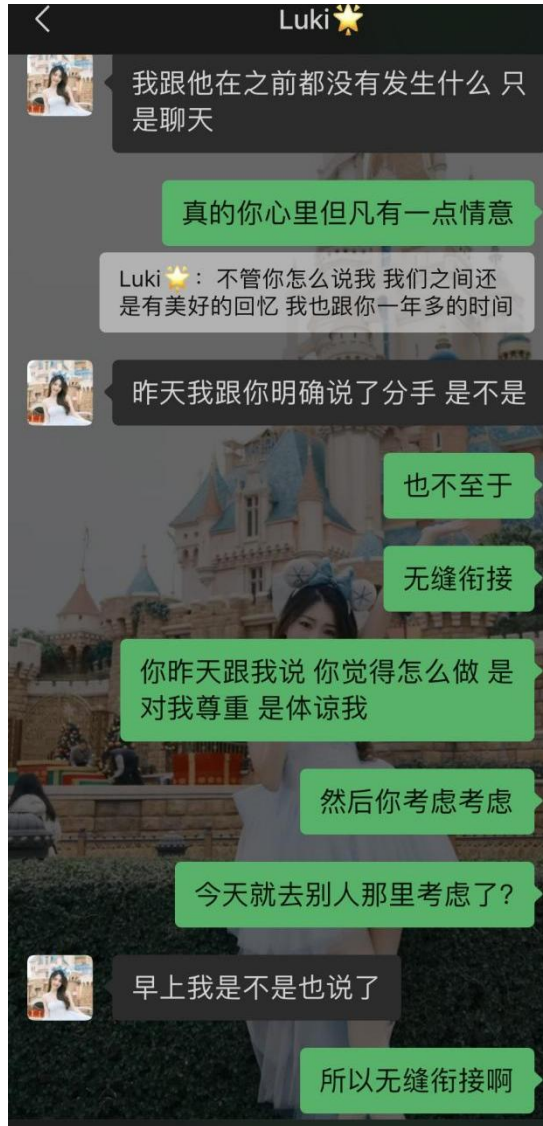 Luki🌟
我跟他在之前都没有发生什么 只
是聊天
真的你心里但凡有一点情意
Luki🌟：不管你怎么说我 我们之间还
是有美好的回忆 我也跟你一年多的时间
昨天我跟你明确说了分手 是不是
也不至于
无缝衔接
你昨天跟我说 你觉得怎么做 是
对我尊重 是体谅我
然后你考虑考虑
今天就去别人那里考虑了?
早上我是不是也说了
所以无缝衔接啊